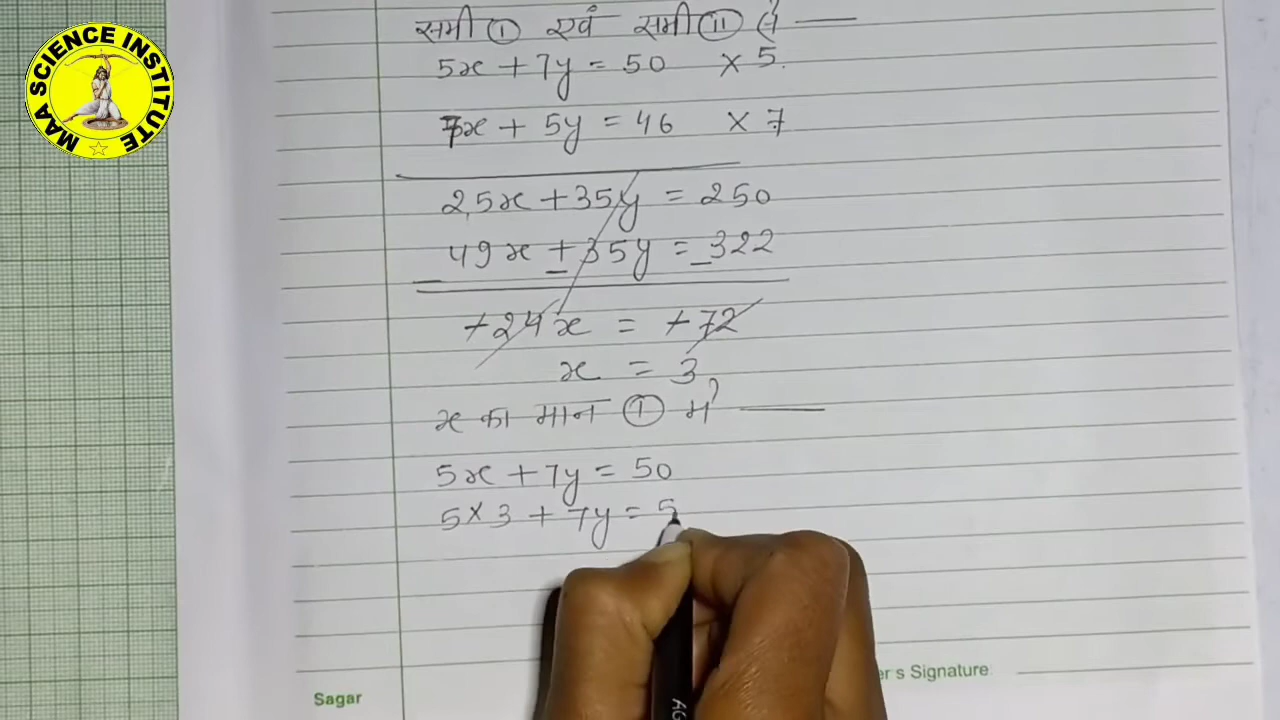 MAA SCIENCE INSTITUTE
समी ① एवं समी ⑪ से ——
5x + 7y = 50 × 5
7x + 5y = 46 × 7
25x + 35y = 250
49x + 35y = 322
+24x = +72
x = 3
x का मान ① में ——
5x + 7y = 50
5 × 3 + 7y = 5
er's Signature
Sagar